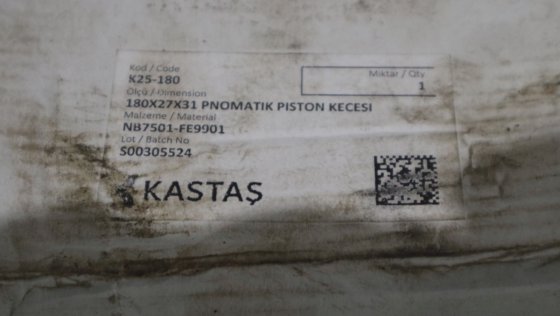 Kod / Code
K25-180
Miktar / Qty
1
Ölçü / Dimension
180X27X31 PNOMATIK PISTON KECESI
Malzeme / Material
NB7501-FE9901
Lot / Batch No
S00305524
KASTAŞ